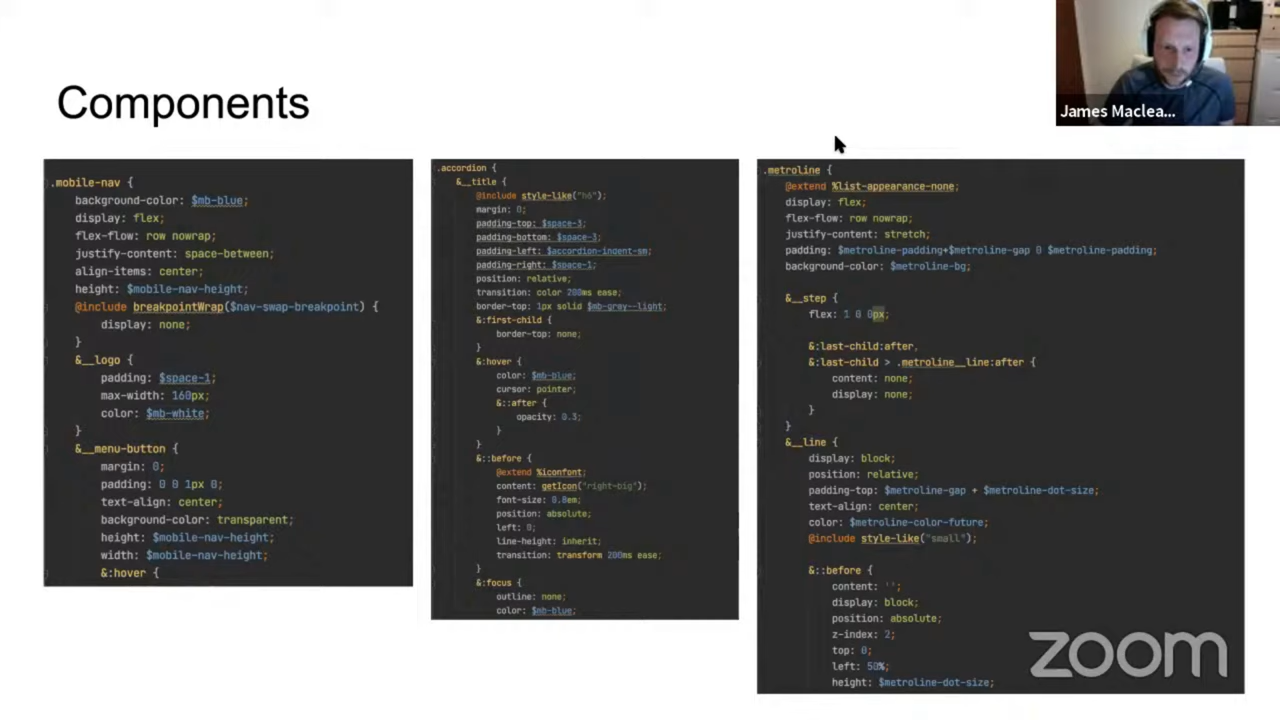 Components
James Maclea...
.mobile-nav {
background-color: $mb-blue;
display: flex;
flex-flow: row nowrap;
justify-content: space-between;
align-items: center;
height: $mobile-nav-height;
@include breakpointWrap($nav-swap-breakpoint) {
display: none;
}
&__logo {
padding: $space-1;
max-width: 160px;
color: $mb-white;
}
&__menu-button {
margin: 0;
padding: 0 0 1px 0;
text-align: center;
background-color: transparent;
height: $mobile-nav-height;
width: $mobile-nav-height;
&:hover {
.accordion {
&__title {
@include style-like("h6");
margin: 0;
padding-top: $space-3;
padding-bottom: $space-3;
padding-left: $accordion-indent-sm;
padding-right: $space-1;
position: relative;
transition: color 200ms ease;
border-top: 1px solid $mb-gray--light;
&:first-child {
border-top: none;
}
&:hover {
color: $mb-blue;
cursor: pointer;
&::after {
opacity: 0.3;
}
}
&::before {
@extend %iconfont;
content: getIcon("right-big");
font-size: 0.8em;
position: absolute;
left: 0;
line-height: inherit;
transition: transform 200ms ease;
}
&:focus {
outline: none;
color: $mb-blue;
.metroline {
@extend %list-appearance-none;
display: flex;
flex-flow: row nowrap;
justify-content: stretch;
padding: $metroline-padding+$metroline-gap 0 $metroline-padding;
background-color: $metroline-bg;
&__step {
flex: 1 0 0px;
&:last-child:after,
&:last-child > .metroline__line:after {
content: none;
display: none;
}
}
&__line {
display: block;
position: relative;
padding-top: $metroline-gap + $metroline-dot-size;
text-align: center;
color: $metroline-color-future;
@include style-like("small");
&::before {
content: '';
display: block;
position: absolute;
z-index: 2;
top: 0;
left: 50%;
height: $metroline-dot-size;
zoom